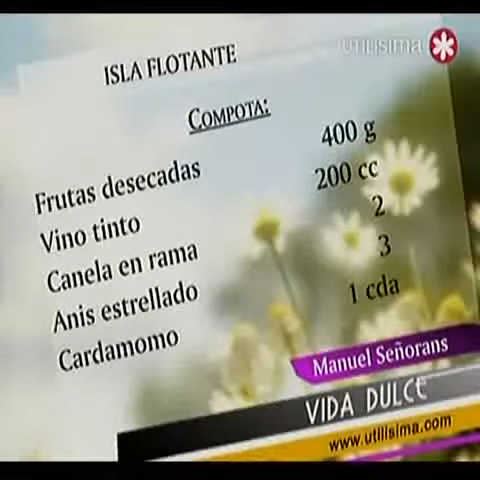 utilisima
ISLA FLOTANTE
COMPOTA:
Frutas desecadas 400 g
Vino tinto 200 cc
Canela en rama 2
Anis estrellado 3
Cardamomo 1 cda
Manuel Señorans
VIDA DULCE
www.utilisima.com